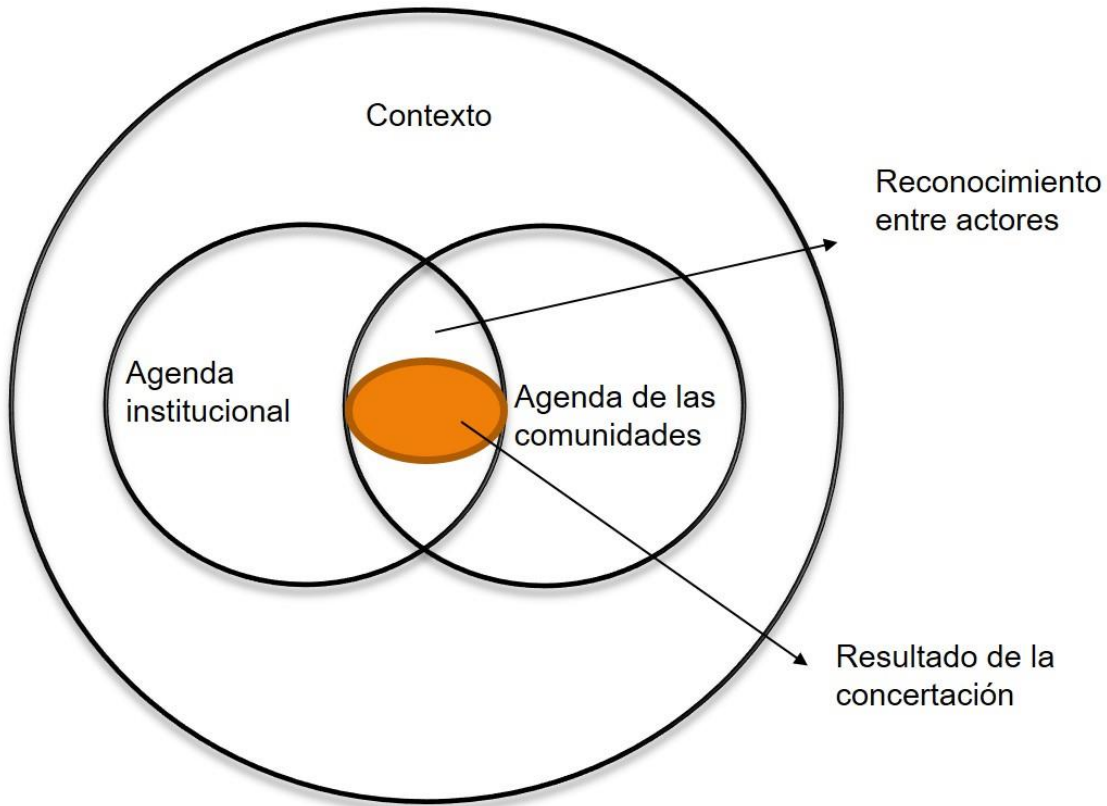 Contexto
Reconocimiento
entre actores
Agenda
institucional
Agenda de las
comunidades
Resultado de la
concertación